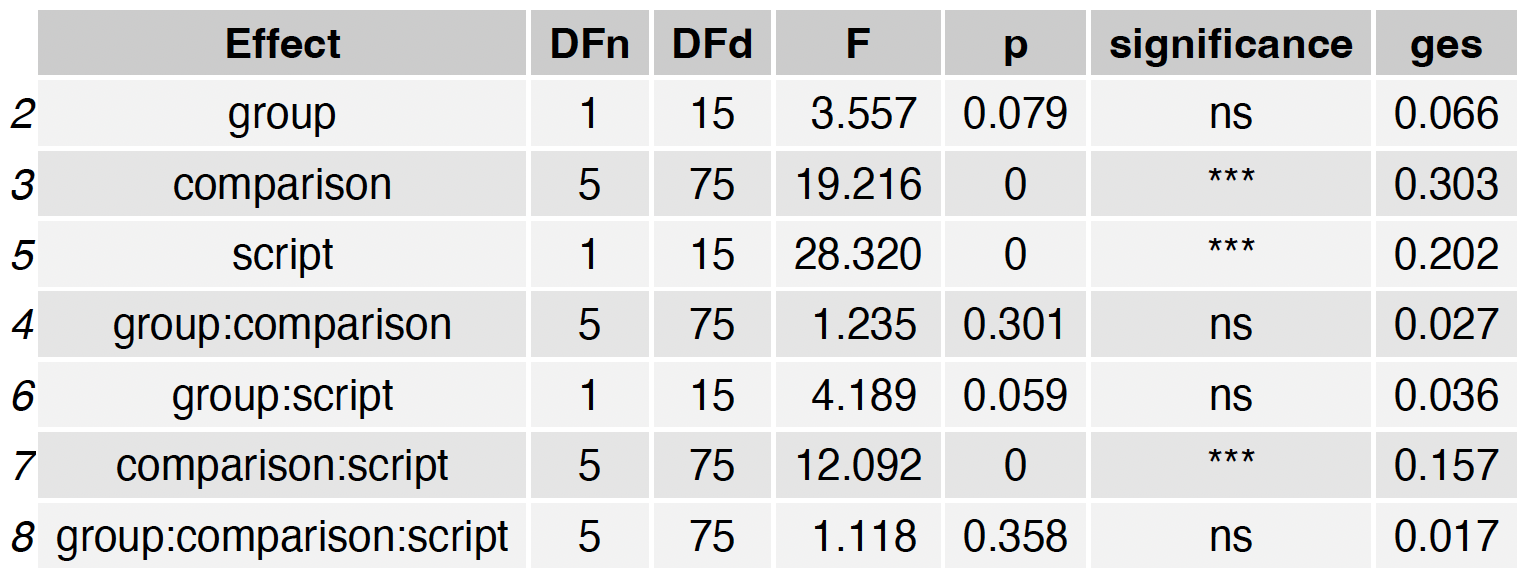 Effect DFn DFd F p significance ges
2 group 1 15 3.557 0.079 ns 0.066
3 comparison 5 75 19.216 0 *** 0.303
5 script 1 15 28.320 0 *** 0.202
4 group:comparison 5 75 1.235 0.301 ns 0.027
6 group:script 1 15 4.189 0.059 ns 0.036
7 comparison:script 5 75 12.092 0 *** 0.157
8 group:comparison:script 5 75 1.118 0.358 ns 0.017